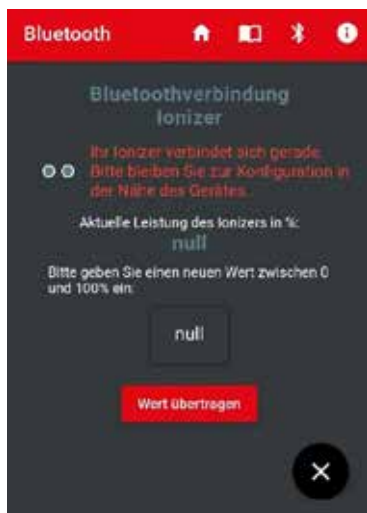 Bluetooth
Bluetoothverbindung
Ionizer
Ihr Ionizer verbindet sich gerade.
Bitte bleiben Sie zur Konfiguration in
der Nähe des Gerätes.
Aktuelle Leistung des Ionizers in %:
null
Bitte geben Sie einen neuen Wert zwischen 0
und 100% ein:
null
Wert übertragen